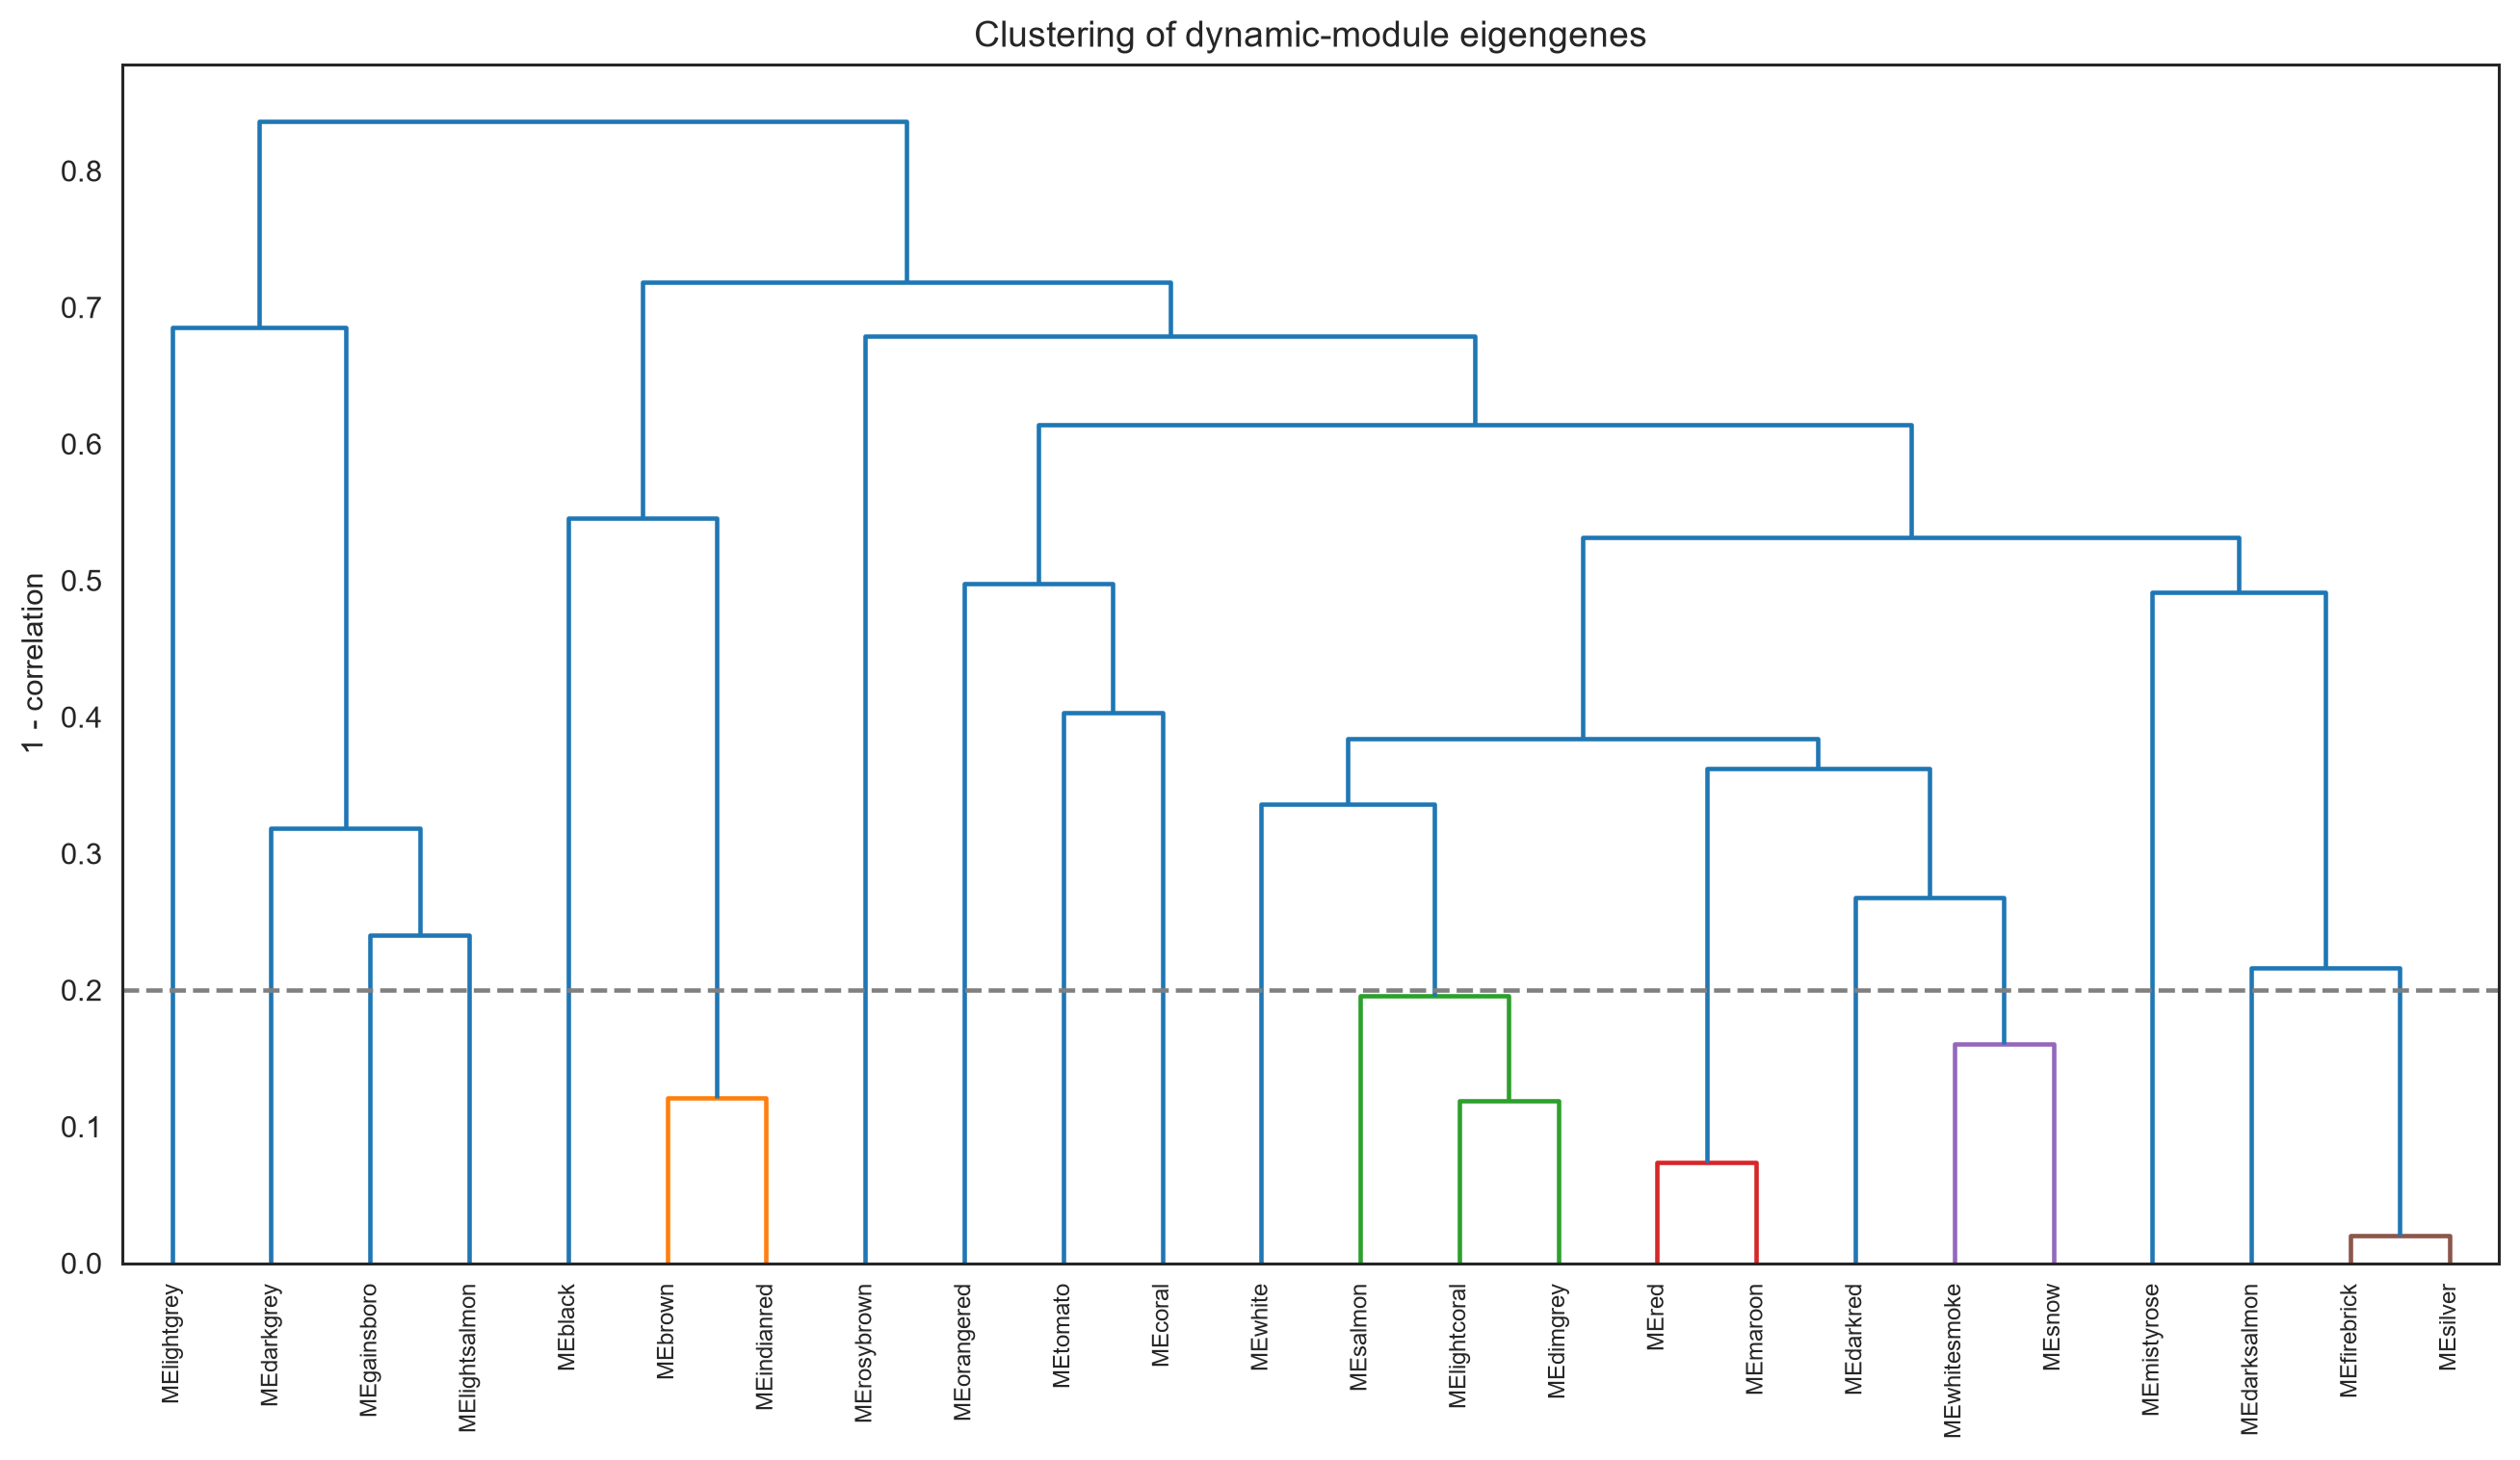 Clustering of dynamic-module eigengenes
1 - correlation
0.8
0.7
0.6
0.5
0.4
0.3
0.2
0.1
0.0
MElightgrey
MEdarkgrey
MEgainsboro
MElightsalmon
MEblack
MEbrown
MEindianred
MErosybrown
MEorangered
MEtomato
MEcoral
MEwhite
MEsalmon
MElightcoral
MEdimgrey
MEred
MEmaroon
MEdarkred
MEwhitesmoke
MEsnow
MEmistyrose
MEdarksalmon
MEfirebrick
MEsilver